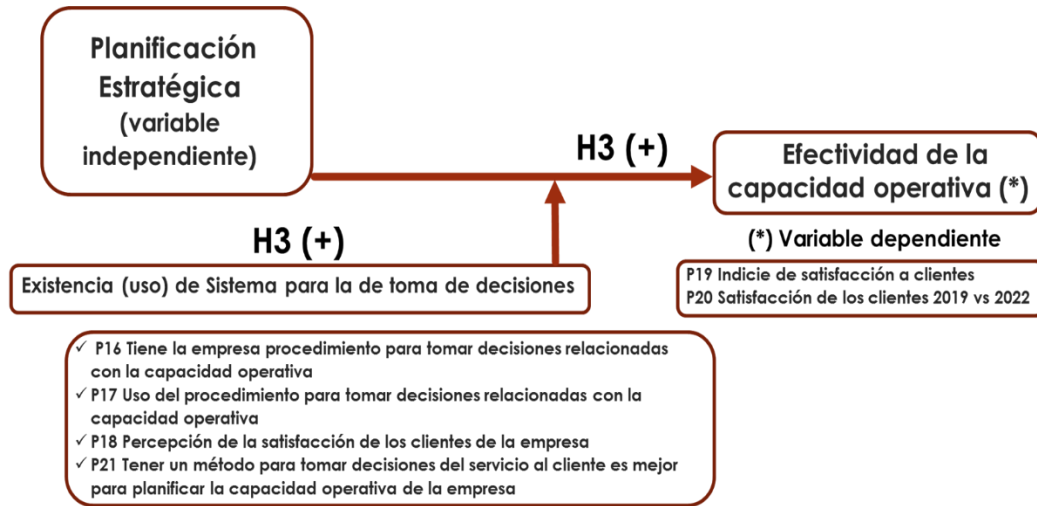 Planificación
Estratégica
(variable
independiente)
H3 (+)
Efectividad de la
capacidad operativa (*)
H3 (+)
(*) Variable dependiente
Existencia (uso) de Sistema para la de toma de decisiones
P19 Indicie de satisfacción a clientes
P20 Satisfacción de los clientes 2019 vs 2022
✓ P16 Tiene la empresa procedimiento para tomar decisiones relacionadas
con la capacidad operativa
✓ P17 Uso del procedimiento para tomar decisiones relacionadas con la
capacidad operativa
✓ P18 Percepción de la satisfacción de los clientes de la empresa
✓ P21 Tener un método para tomar decisiones del servicio al cliente es mejor
para planificar la capacidad operativa de la empresa